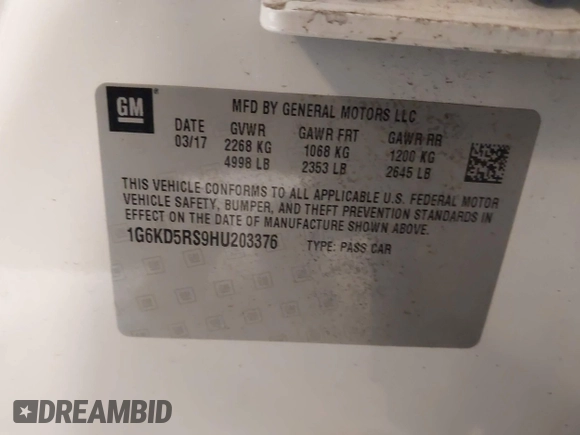 GM
MFD BY GENERAL MOTORS LLC
DATE GVWR GAWR FRT GAWR RR
03/17 2268 KG 1068 KG 1200 KG
4998 LB 2353 LB 2645 LB
THIS VEHICLE CONFORMS TO ALL APPLICABLE U.S. FEDERAL MOTOR
VEHICLE SAFETY, BUMPER, AND THEFT PREVENTION STANDARDS IN
EFFECT ON THE DATE OF MANUFACTURE SHOWN ABOVE.
1G6KD5RS9HU203376 TYPE: PASS CAR
DREAMBID